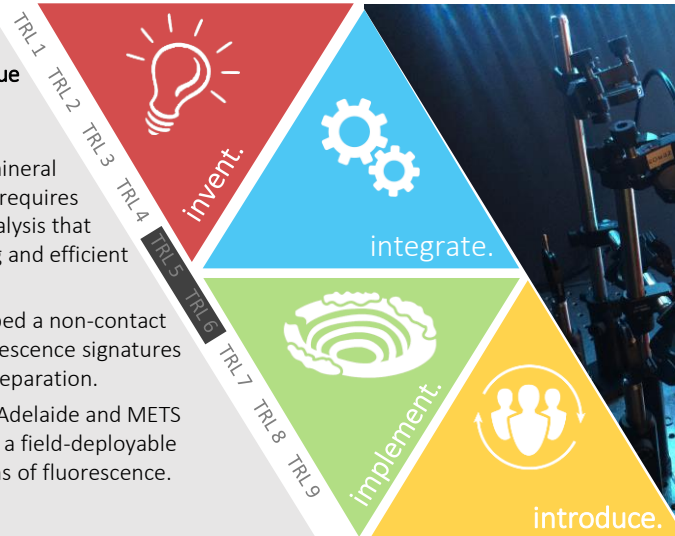 ue
ineral
requires
alysis that
g and efficient
ped a non-contact
escence signatures
eparation.
Adelaide and METS
a field-deployable
ns of fluorescence.
TRL 1
TRL 2
TRL 3
TRL 4
TRL 5
TRL 6
TRL 7
TRL 8
TRL 9
invent.
integrate.
implement.
introduce.